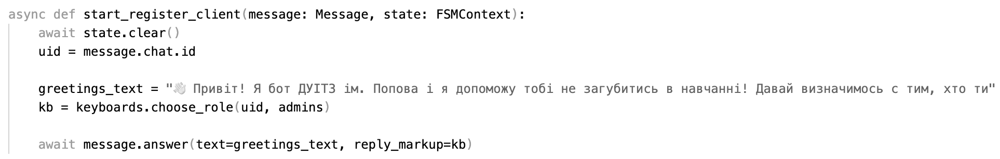 async def start_register_client(message: Message, state: FSMContext):
    await state.clear()
    uid = message.chat.id
    greetings_text = "👋 Привіт! Я бот ДУІТЗ ім. Попова і я допоможу тобі не загубитись в навчанні! Давай визначимось с тим, хто ти"
    kb = keyboards.choose_role(uid, admins)
    await message.answer(text=greetings_text, reply_markup=kb)